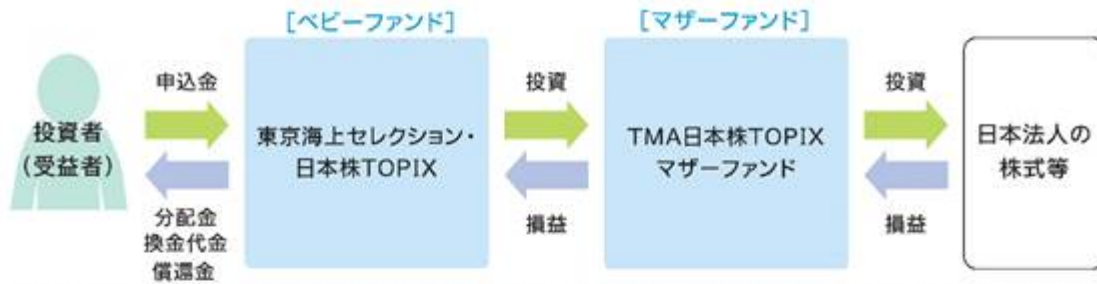 [ベビーファンド]
[マザーファンド]
投資者
(受益者)
申込金
分配金
換金代金
償還金
東京海上セレクション・
日本株TOPIX
投資
損益
TMA日本株TOPIX
マザーファンド
投資
損益
日本法人の
株式等